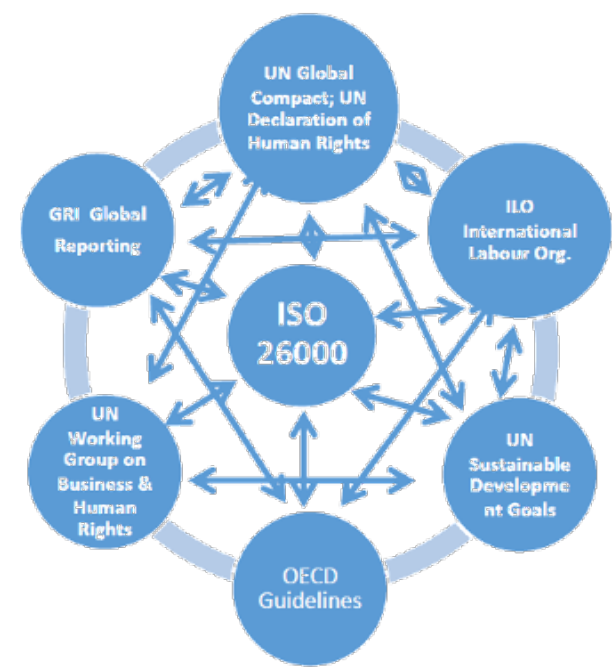 UN Global
Compact; UN
Declaration of
Human Rights
GRI Global
Reporting
ILO
International
Labour Org.
ISO
26000
UN
Working
Group on
Business &
Human
Rights
UN
Sustainable
Developme
nt Goals
OECD
Guidelines